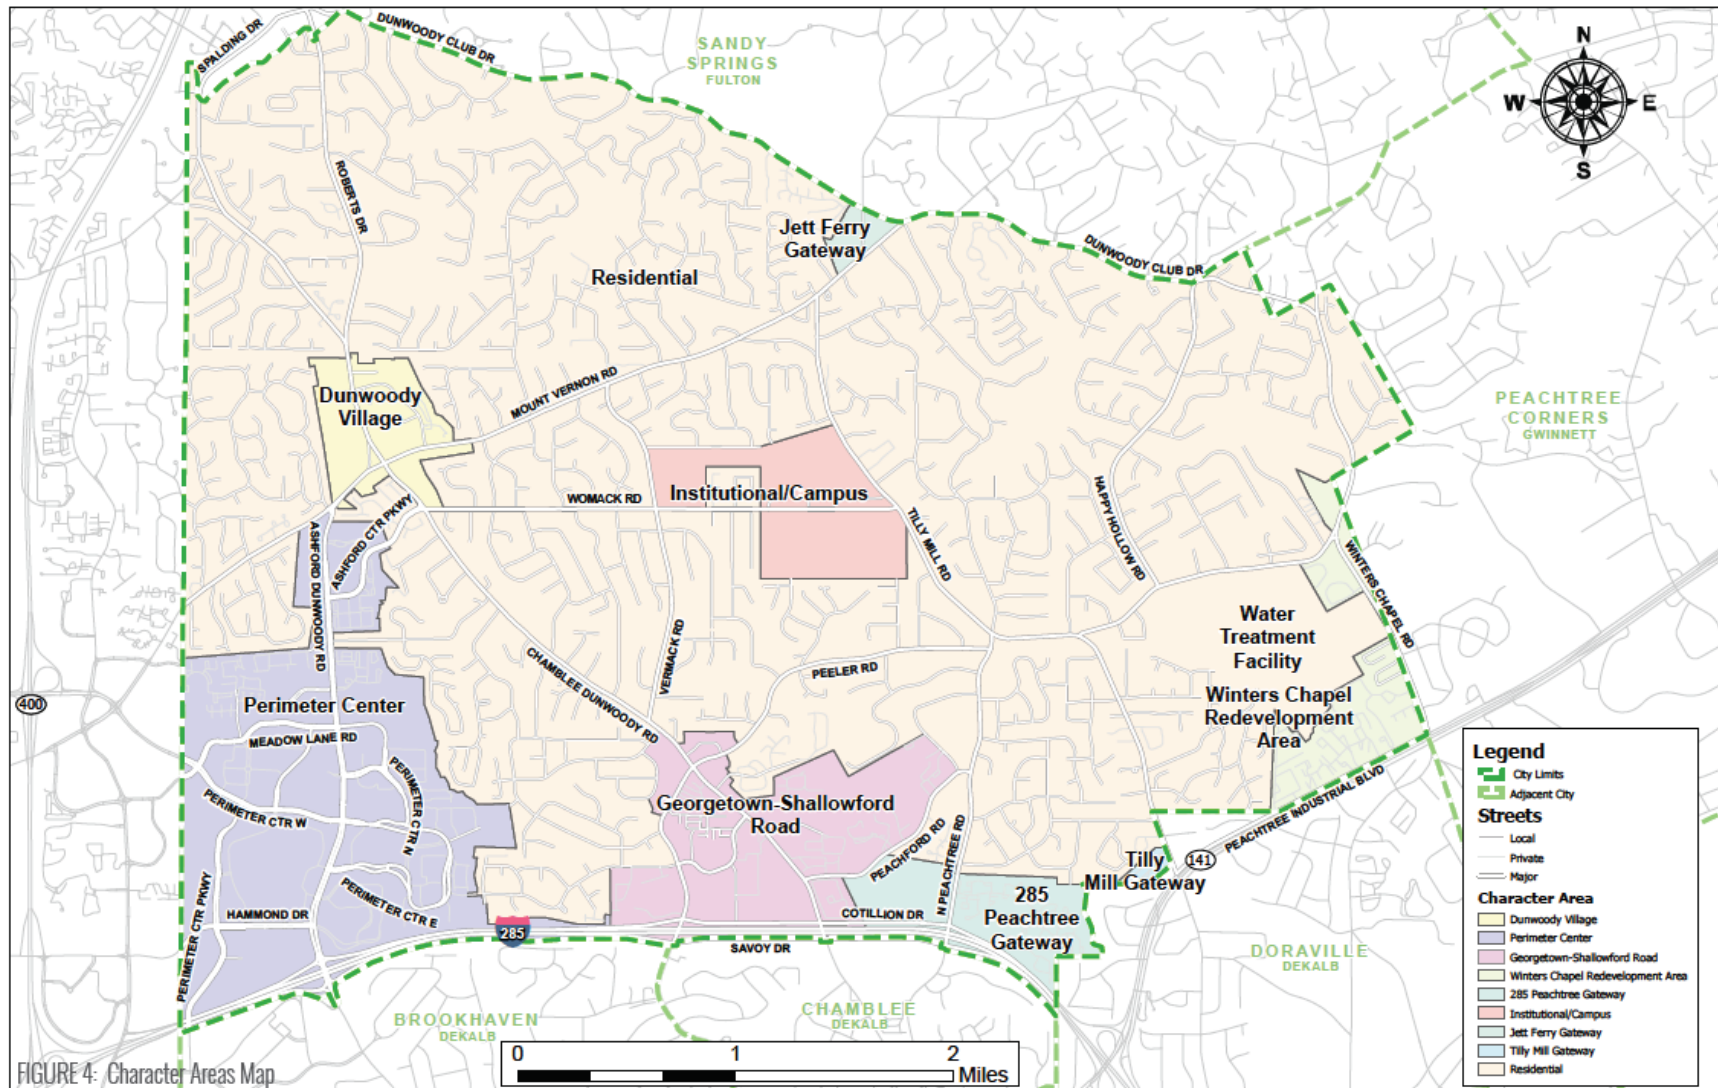 SPALDING DR
DUNWOODY CLUB DR
SANDY
SPRINGS
FULTON
N
W
E
S
ROBERTS DR
Jett Ferry
Gateway
Residential
DUNWOODY CLUB DR
Dunwoody
Village
MOUNT VERNON RD
PEACHTREE
CORNERS
GWINNETT
WOMACK RD
Institutional/Campus
ASHFORD CTR PKWY
ASHFORD DUNWOODY RD
TILLY MILL RD
HAPPY HOLLOW RD
WINTERS CHAPEL RD
Water
Treatment
Facility
VERMACK RD
CHAMBLEE DUNWOODY RD
PEELER RD
400
Perimeter Center
Winters Chapel
Redevelopment
Area
MEADOW LANE RD
PERIMETER CTR N
PERIMETER CTR W
Georgetown-Shallowford
Road
PEACHFORD RD
N PEACHTREE RD
PEACHTREE INDUSTRIAL BLVD
141
Tilly
Mill Gateway
PERIMETER CTR PKWY
PERIMETER CTR E
HAMMOND DR
285
COTILLION DR
SAVOY DR
285
Peachtree
Gateway
DORAVILLE
DEKALB
BROOKHAVEN
DEKALB
CHAMBLEE
DEKALB
Legend
City Limits
Adjacent City
Streets
Local
Private
Major
Character Area
Dunwoody Village
Perimeter Center
Georgetown-Shallowford Road
Winters Chapel Redevelopment Area
285 Peachtree Gateway
Institutional/Campus
Jett Ferry Gateway
Tilly Mill Gateway
Residential
0 1 2
Miles
FIGURE 4: Character Areas Map